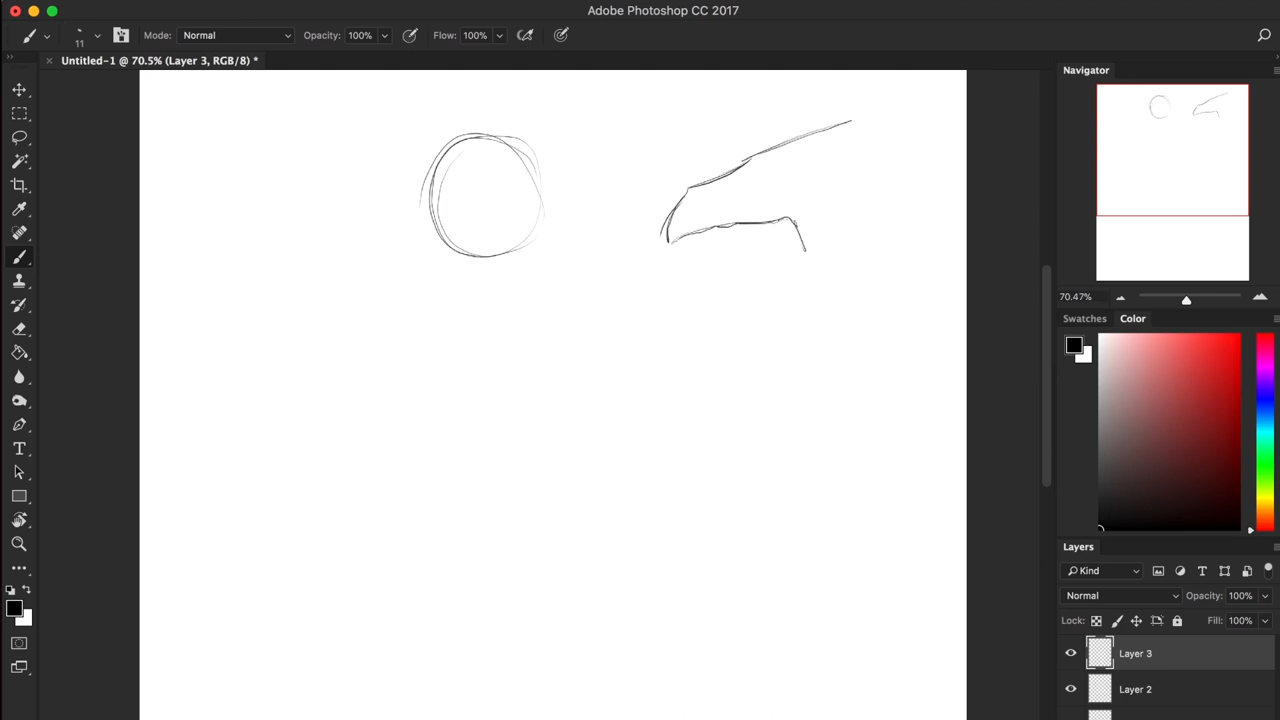 Adobe Photoshop CC 2017
11
Mode: Normal
Opacity: 100%
Flow: 100%
Untitled-1 @ 70.5% (Layer 3, RGB/8) *
Navigator
70.47%
Swatches
Color
Layers
Kind
Normal
Opacity: 100%
Lock:
Fill: 100%
Layer 3
Layer 2